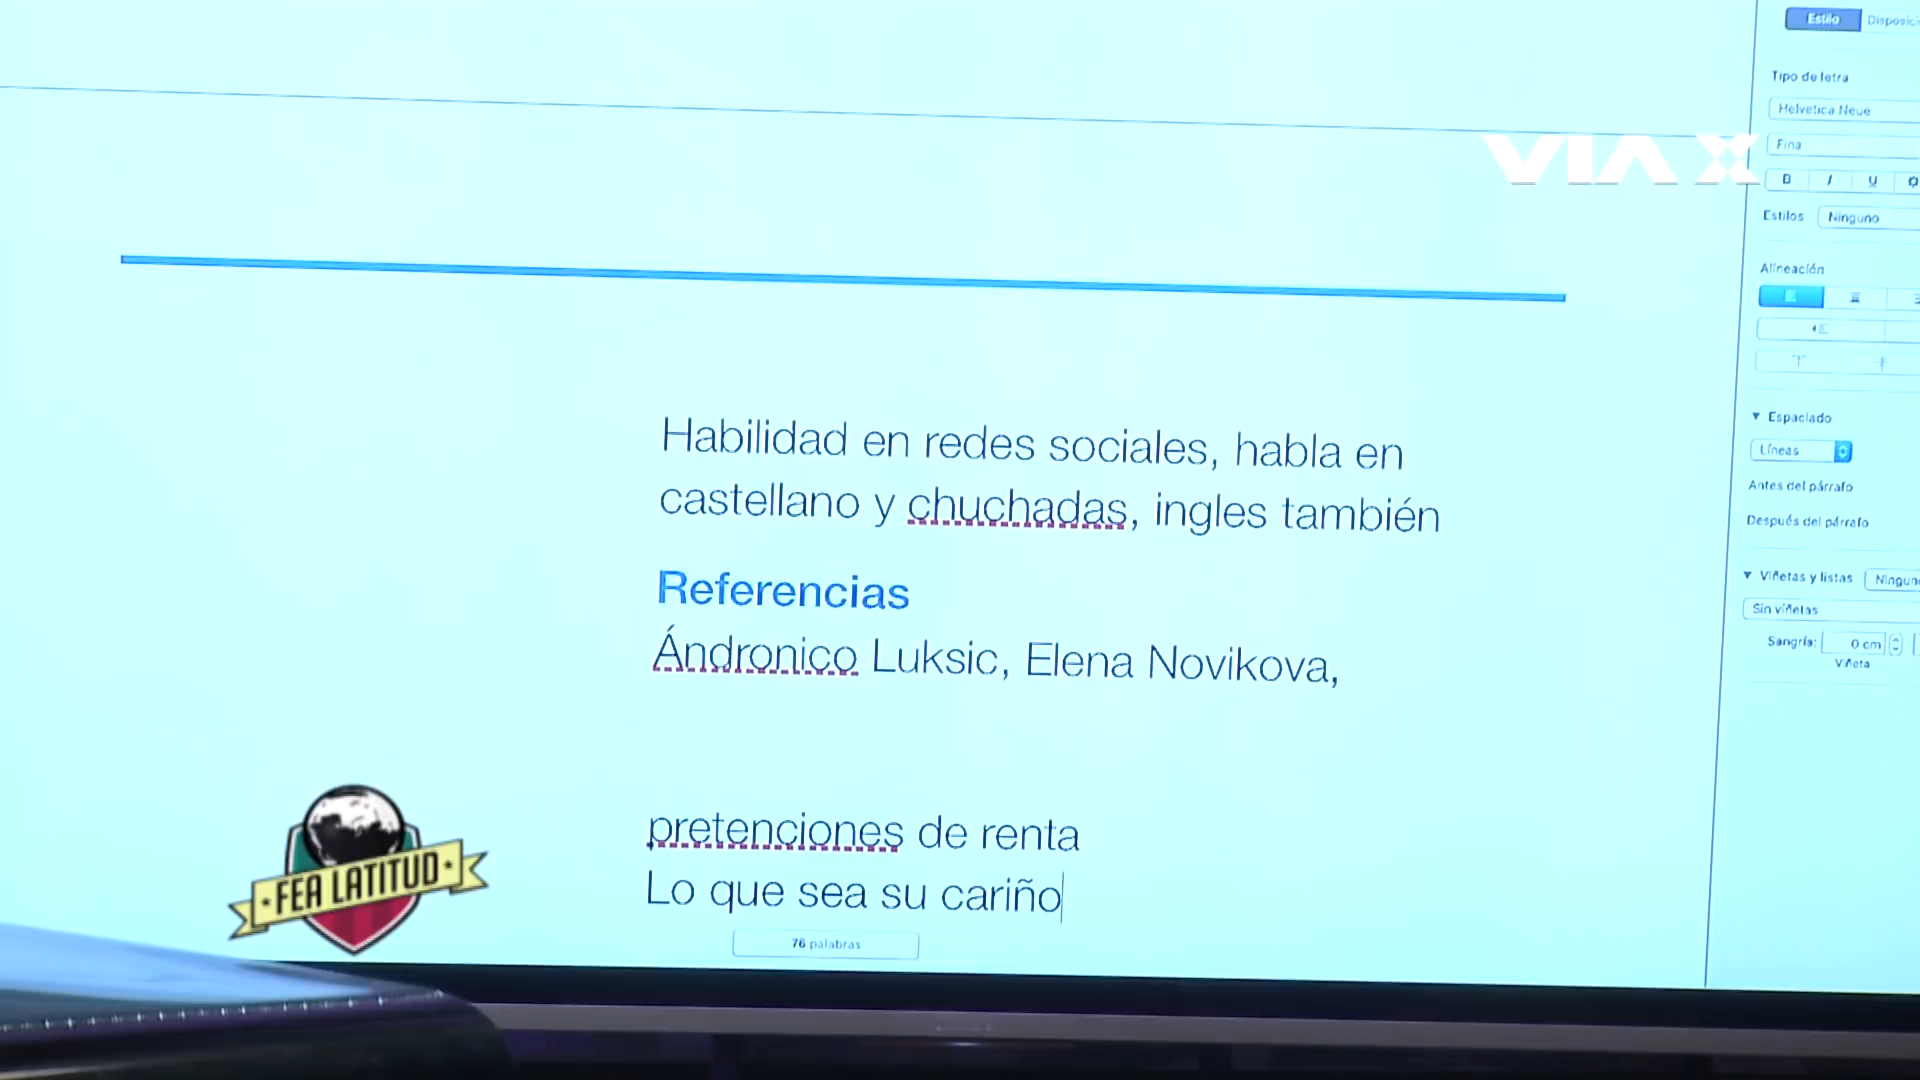 Estilo
Tipo de letra
Helvetica Neue
VIA X
Fina
B I U
Estilos Ninguno
Alineación
Habilidad en redes sociales, habla en
castellano y chuchadas, ingles también
Referencias
Ándronico Luksic, Elena Novikova,
pretenciones de renta
Lo que sea su cariño
76 palabras
FEA LATITUD
Espaciado
Líneas
Antes del párrafo
Después del párrafo
Viñetas y listas
Sin viñetas
Sangría: 0 cm
Viñeta